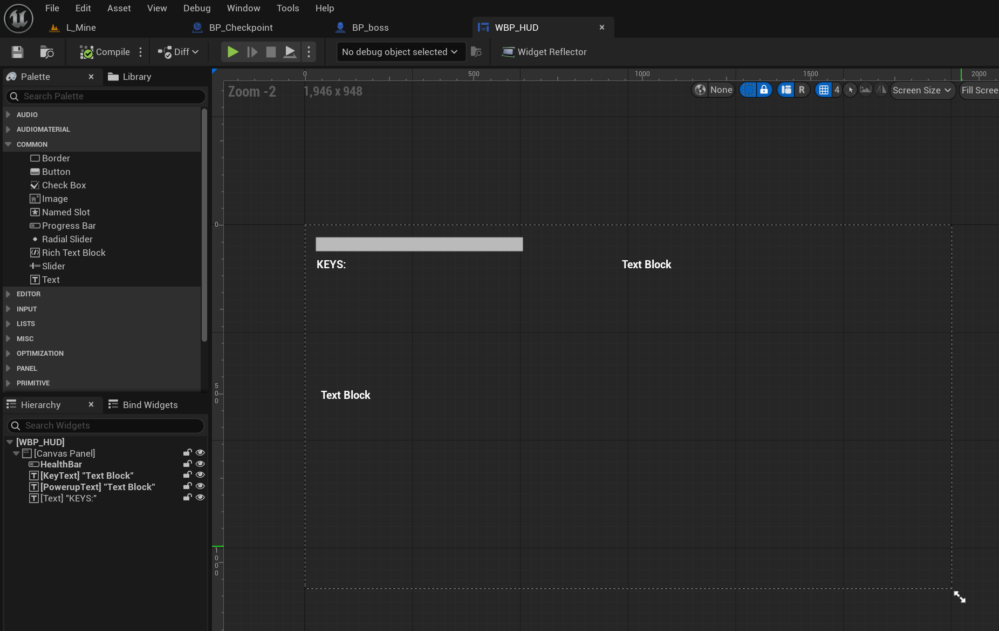 File Edit Asset View Debug Window Tools Help
L_Mine BP_Checkpoint BP_boss WBP_HUD
Compile Diff No debug object selected Widget Reflector
Palette Library
Search Palette
AUDIO
AUDIOMATERIAL
COMMON
Border
Button
Check Box
Image
Named Slot
Progress Bar
Radial Slider
Rich Text Block
Slider
Text
EDITOR
INPUT
LISTS
MISC
OPTIMIZATION
PANEL
PRIMITIVE
Hierarchy Bind Widgets
Search Widgets
[WBP_HUD]
[Canvas Panel]
HealthBar
[KeyText] "Text Block"
[PowerupText] "Text Block"
[Text] "KEYS:"
0 500 1000 1500 2000
Zoom -2 1,946 x 948 None R 4 Screen Size Fill Scree
0
500
1000
KEYS: Text Block
Text Block